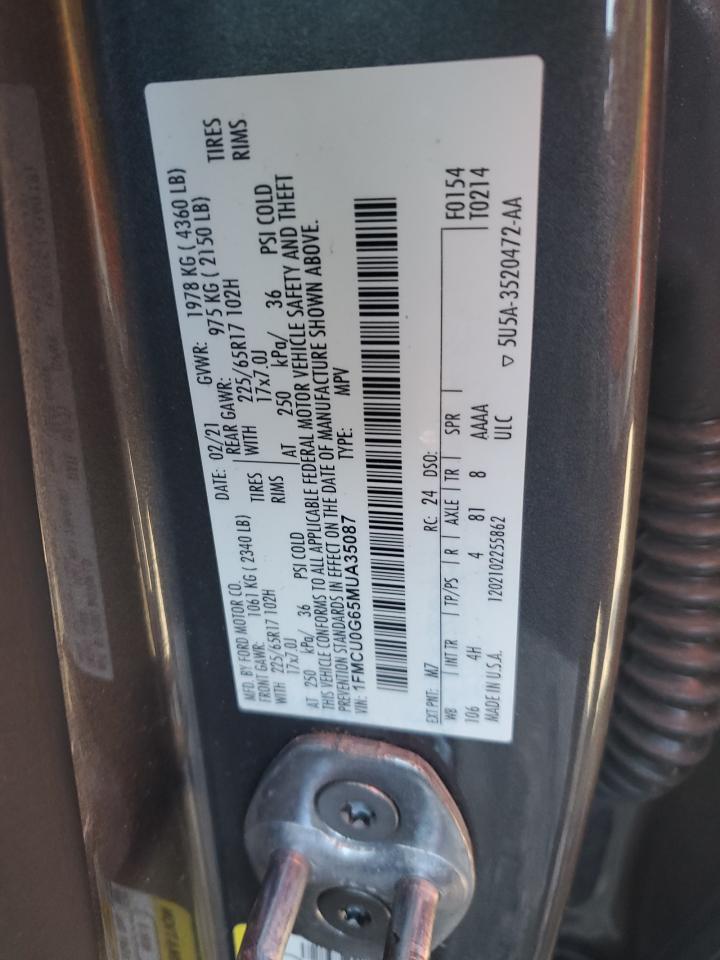 MFD. BY FORD MOTOR CO.
DATE: 02/21 GVWR: 1978 KG ( 4360 LB)
FRONT GAWR: 1061 KG ( 2340 LB) REAR GAWR: 975 KG ( 2150 LB)
WITH 225/65R17 102H TIRES WITH 225/65R17 102H TIRES
17x7.0J RIMS 17x7.0J RIMS
AT 250 kPa/ 36 PSI COLD AT 250 kPa/ 36 PSI COLD
THIS VEHICLE CONFORMS TO ALL APPLICABLE FEDERAL MOTOR VEHICLE SAFETY AND THEFT
PREVENTION STANDARDS IN EFFECT ON THE DATE OF MANUFACTURE SHOWN ABOVE.
VIN: 1FMCU0G65MUA35087 TYPE: MPV
EXT PNT: M7 RC: 24 DSO: F0154
WB INT TR TP/PS R AXLE TR SPR T0214
106 4H 4 81 8 AAAA
MADE IN U.S.A. 1202102255862 UIC ▽ 5U5A-3520472-AA